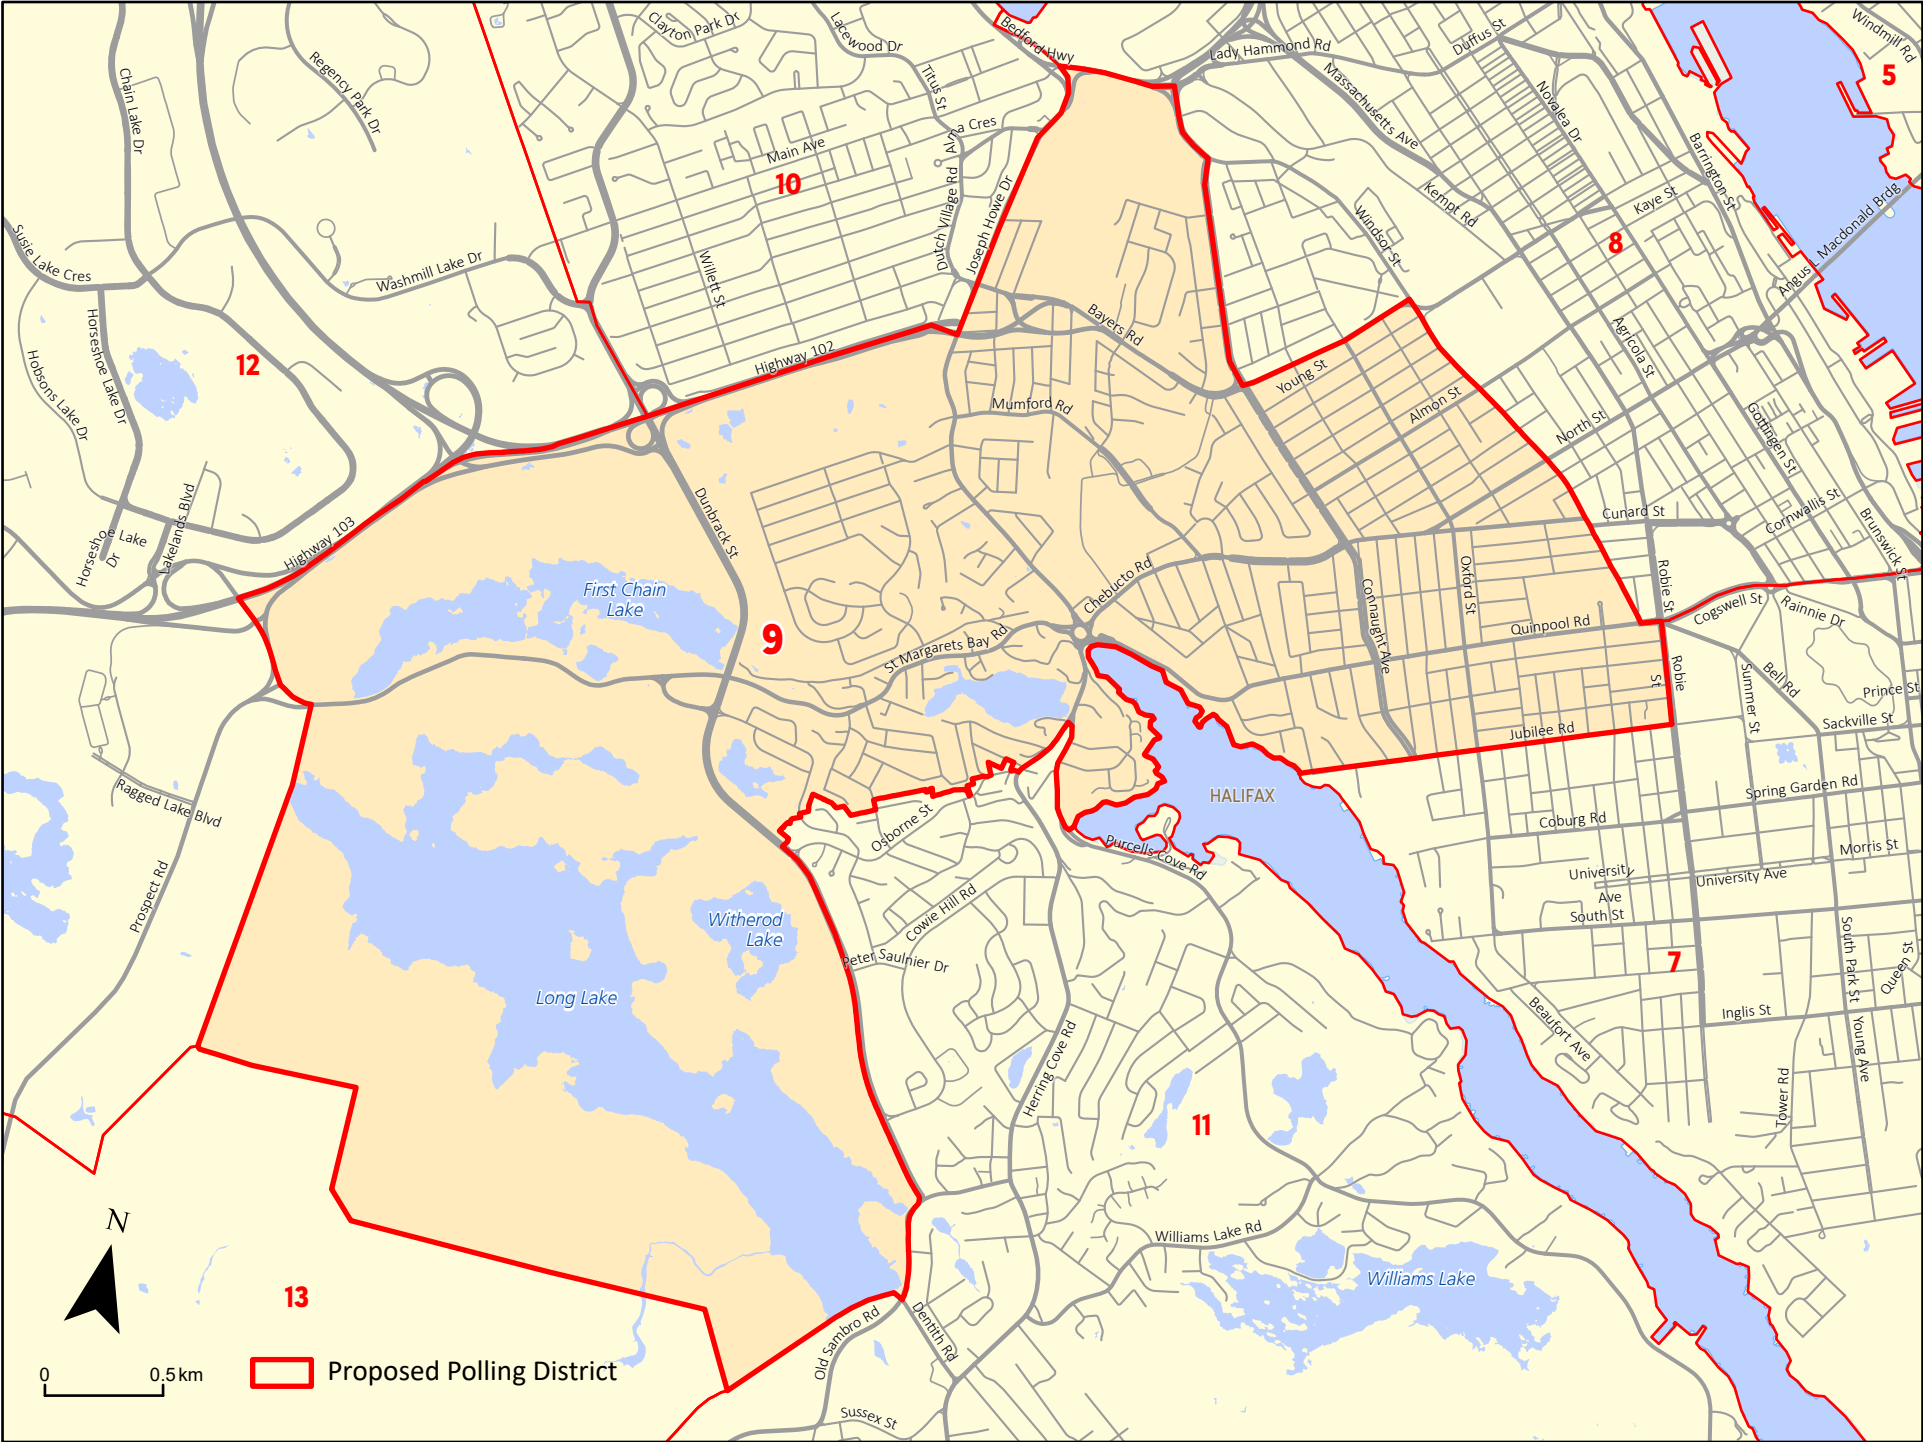 Clayton Park Dr
Lacewood Dr
Bedford Hwy
Lady Hammond Rd
Duffus St
Windmill Rd
5
Chain Lake Dr
Regency Park Dr
Titus St
Massachusetts Ave
Novalea Dr
Main Ave
Alma Cres
10
Barrington St
Kempt Rd
Kaye St
Angus L Macdonald Brdg
Susie Lake Cres
Washmill Lake Dr
Willett St
Dutch Village Rd
Joseph Howe Dr
Windsor St
8
Horseshoe Lake Dr
Hobsons Lake Dr
12
Highway 102
Bayers Rd
Young St
Agricola St
Mumford Rd
Almon St
North St
Gottingen St
Lakelands Blvd
Horseshoe Lake
Dr
Highway 103
Dunbrack St
Cunard St
Cornwallis St
Brunswick St
First Chain
Lake
9
Chebucto Rd
St Margarets Bay Rd
Connaught Ave
Oxford St
Quinpool Rd
Robie St
Cogswell St
Rainnie Dr
Robie
St
Summer St
Bell Rd
Prince St
Sackville St
Jubilee Rd
Ragged Lake Blvd
HALIFAX
Spring Garden Rd
Osborne St
Purcells Cove Rd
Coburg Rd
Morris St
University
Ave
University Ave
South St
Prospect Rd
Cowie Hill Rd
Witherod
Lake
Peter Saulnier Dr
Long Lake
7
South Park St
Queen St
Inglis St
Beaufort Ave
Young Ave
Tower Rd
Herring Cove Rd
11
N
Williams Lake Rd
Williams Lake
13
Old Sambro Rd
Dentith Rd
Sussex St
0
0.5 km
Proposed Polling District